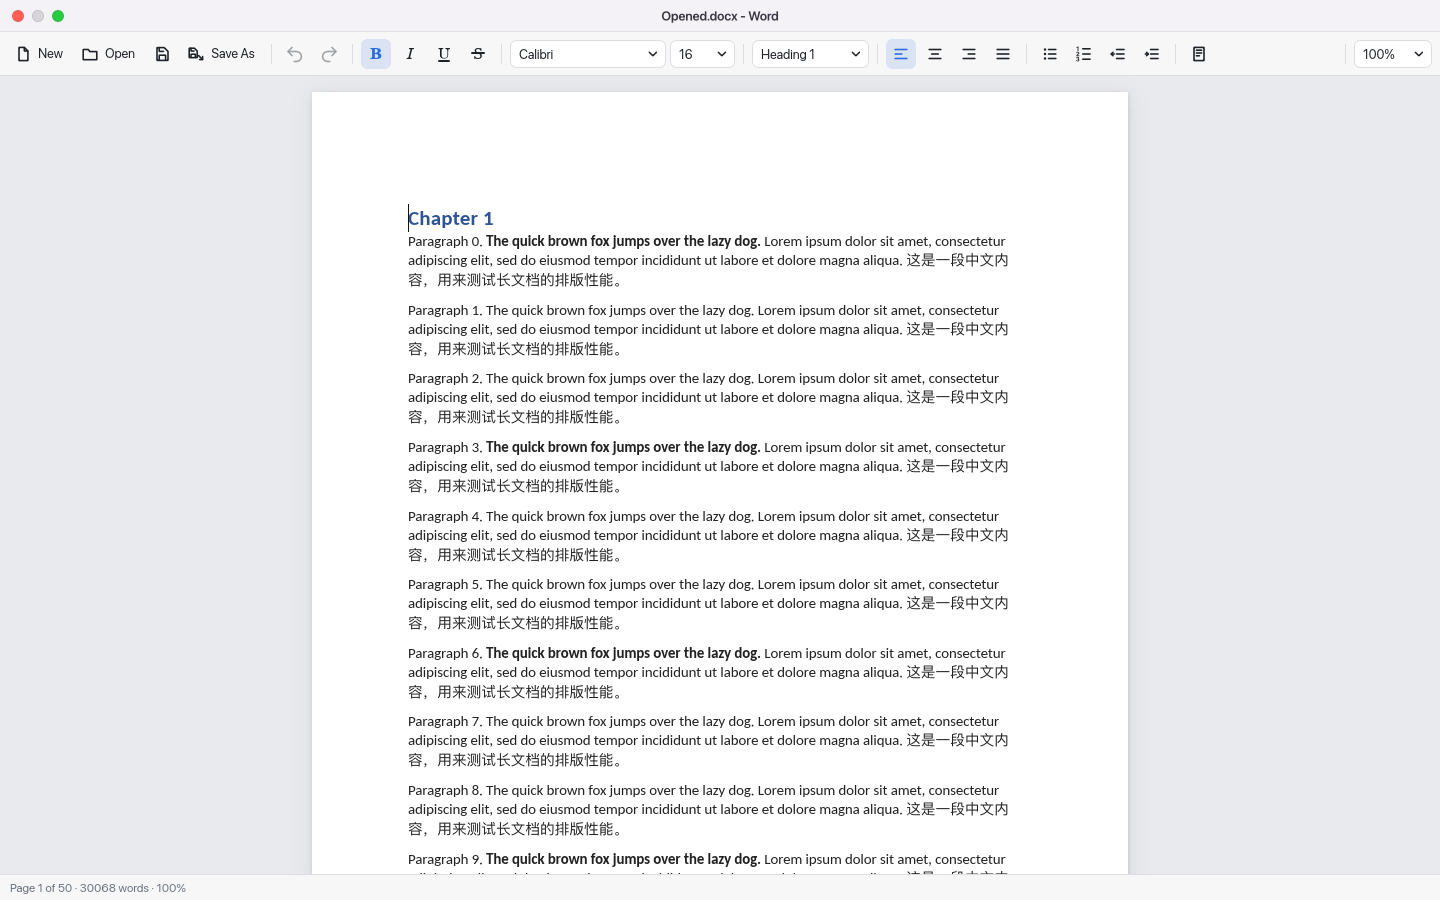 Opened.docx - Word
New Open Save As B I U S Calibri 16 Heading 1 100%
Chapter 1
Paragraph 0. The quick brown fox jumps over the lazy dog. Lorem ipsum dolor sit amet, consectetur
adipiscing elit, sed do eiusmod tempor incididunt ut labore et dolore magna aliqua. 这是一段中文内
容，用来测试长文档的排版性能。
Paragraph 1. The quick brown fox jumps over the lazy dog. Lorem ipsum dolor sit amet, consectetur
adipiscing elit, sed do eiusmod tempor incididunt ut labore et dolore magna aliqua. 这是一段中文内
容，用来测试长文档的排版性能。
Paragraph 2. The quick brown fox jumps over the lazy dog. Lorem ipsum dolor sit amet, consectetur
adipiscing elit, sed do eiusmod tempor incididunt ut labore et dolore magna aliqua. 这是一段中文内
容，用来测试长文档的排版性能。
Paragraph 3. The quick brown fox jumps over the lazy dog. Lorem ipsum dolor sit amet, consectetur
adipiscing elit, sed do eiusmod tempor incididunt ut labore et dolore magna aliqua. 这是一段中文内
容，用来测试长文档的排版性能。
Paragraph 4. The quick brown fox jumps over the lazy dog. Lorem ipsum dolor sit amet, consectetur
adipiscing elit, sed do eiusmod tempor incididunt ut labore et dolore magna aliqua. 这是一段中文内
容，用来测试长文档的排版性能。
Paragraph 5. The quick brown fox jumps over the lazy dog. Lorem ipsum dolor sit amet, consectetur
adipiscing elit, sed do eiusmod tempor incididunt ut labore et dolore magna aliqua. 这是一段中文内
容，用来测试长文档的排版性能。
Paragraph 6. The quick brown fox jumps over the lazy dog. Lorem ipsum dolor sit amet, consectetur
adipiscing elit, sed do eiusmod tempor incididunt ut labore et dolore magna aliqua. 这是一段中文内
容，用来测试长文档的排版性能。
Paragraph 7. The quick brown fox jumps over the lazy dog. Lorem ipsum dolor sit amet, consectetur
adipiscing elit, sed do eiusmod tempor incididunt ut labore et dolore magna aliqua. 这是一段中文内
容，用来测试长文档的排版性能。
Paragraph 8. The quick brown fox jumps over the lazy dog. Lorem ipsum dolor sit amet, consectetur
adipiscing elit, sed do eiusmod tempor incididunt ut labore et dolore magna aliqua. 这是一段中文内
容，用来测试长文档的排版性能。
Paragraph 9. The quick brown fox jumps over the lazy dog. Lorem ipsum dolor sit amet, consectetur
Page 1 of 50 · 30068 words · 100%